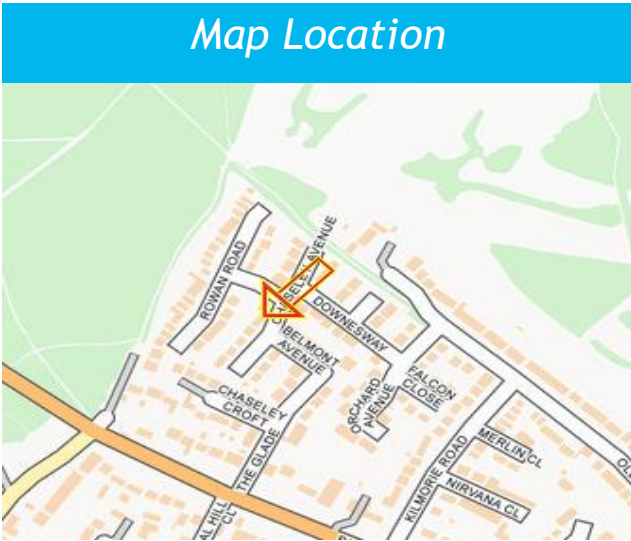 Map Location
ROWAN ROAD
AVENUE
DOWNESWAY
BELMONT
AVENUE
CHASELEY
CROFT
THE GLADE
ORCHARD
AVENUE
FALCON
CLOSE
KILMORIE ROAD
MERLIN CL
NIRVANA CL